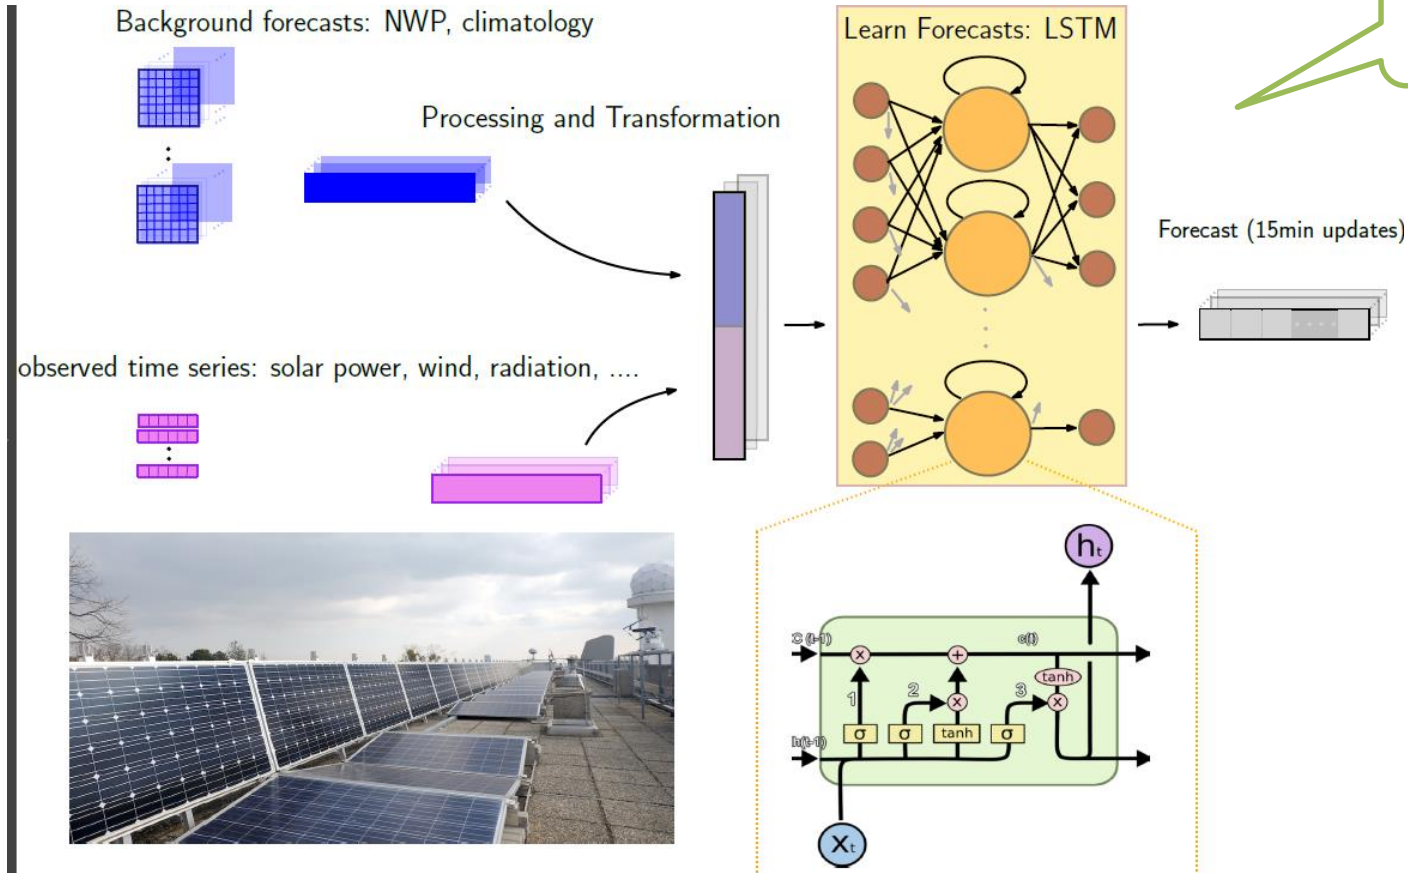 Background forecasts: NWP, climatology
Learn Forecasts: LSTM
Processing and Transformation
Forecast (15min updates)
observed time series: solar power, wind, radiation, ....
hₜ
C (t-1)
c(t)
x
+
tanh
1
2
3
x
x
σ
σ
tanh
σ
h(t-1)
Xₜ